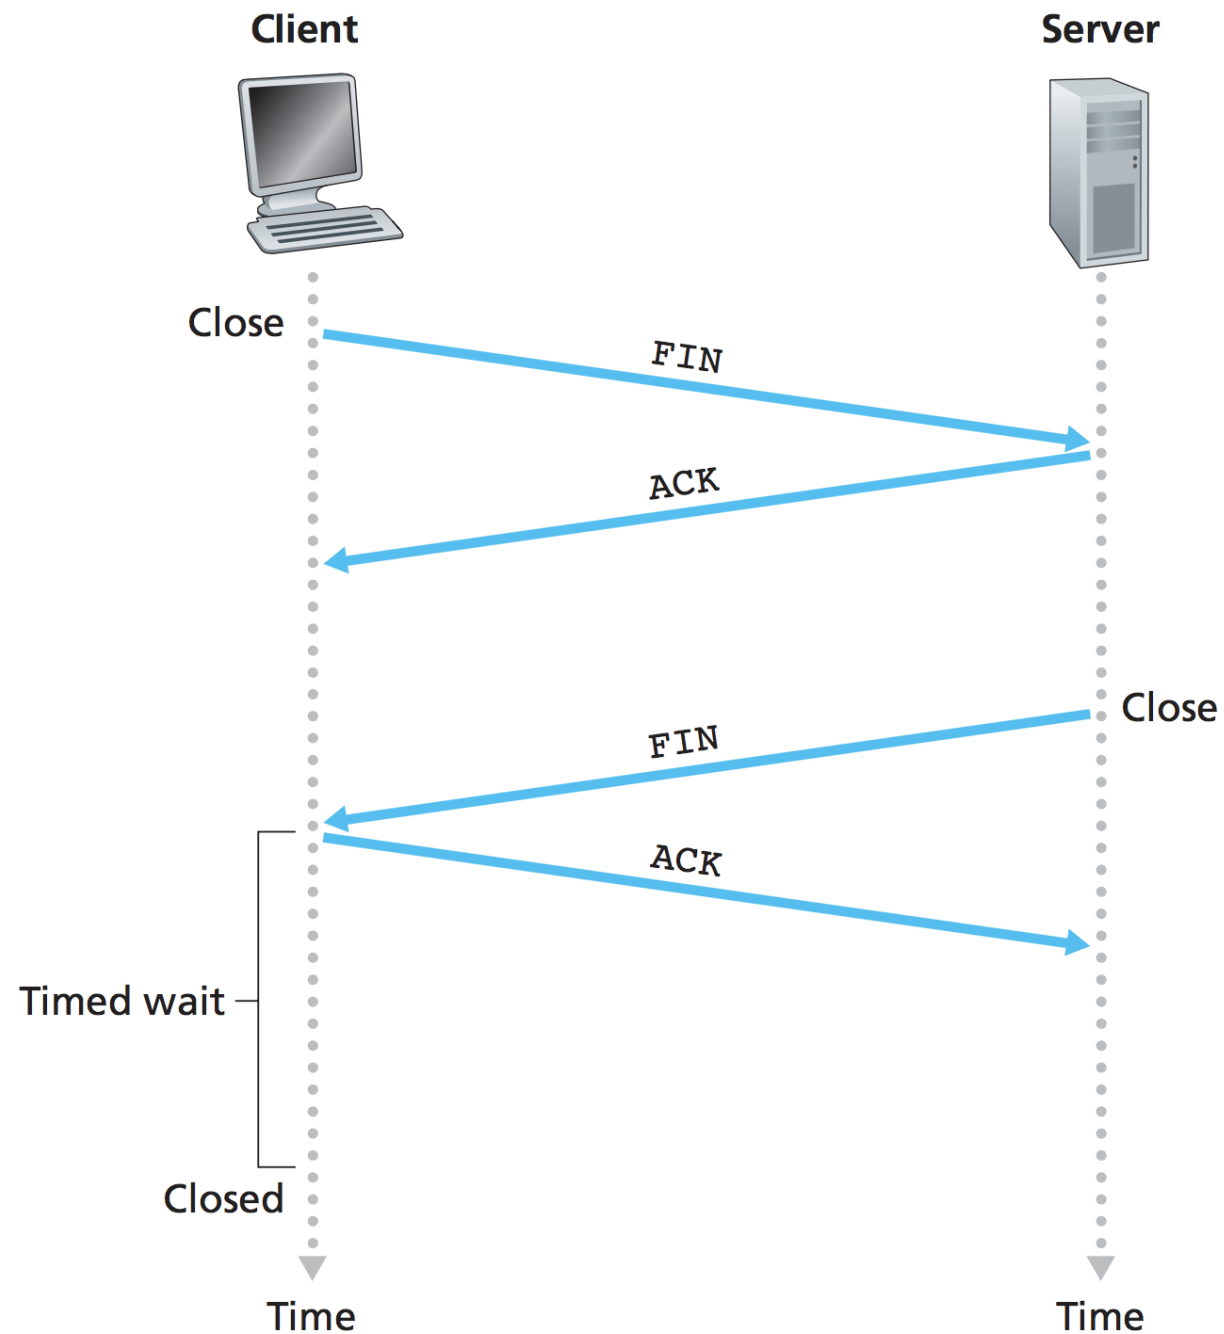 Client
Server
Close
FIN
ACK
Close
FIN
ACK
Timed wait
Closed
Time
Time